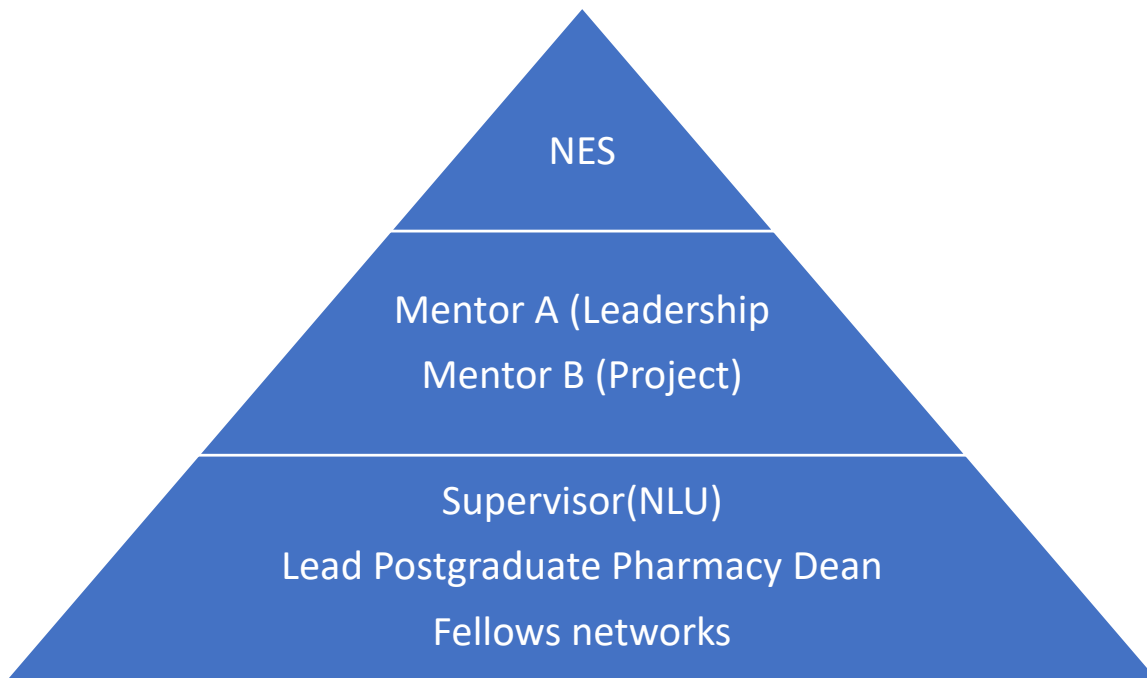 NES
Mentor A (Leadership
Mentor B (Project)
Supervisor(NLU)
Lead Postgraduate Pharmacy Dean
Fellows networks